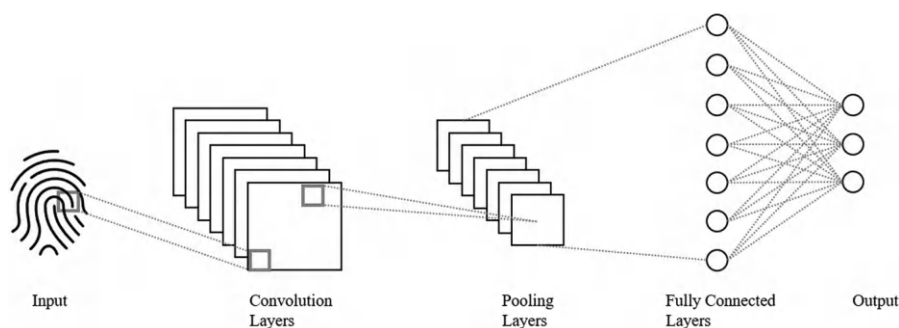 Input
Convolution
Layers
Pooling
Layers
Fully Connected
Layers
Output